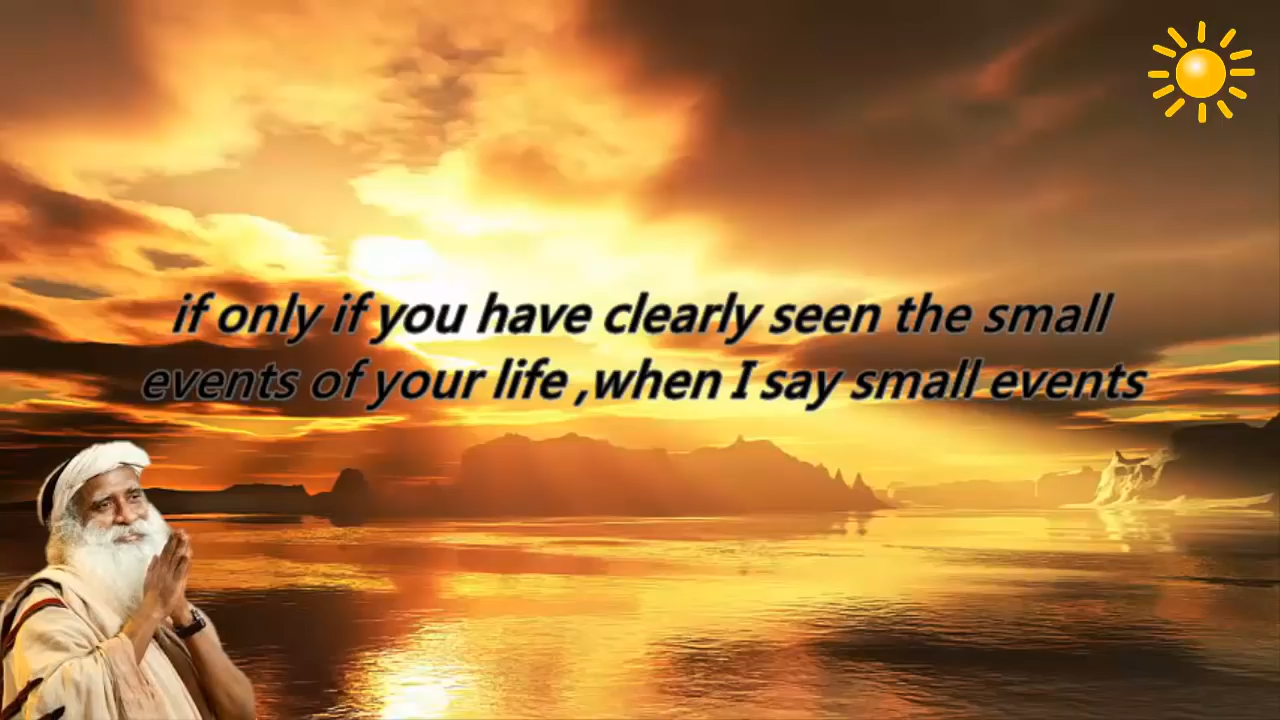 if only if you have clearly seen the small
events of your life ,when I say small events